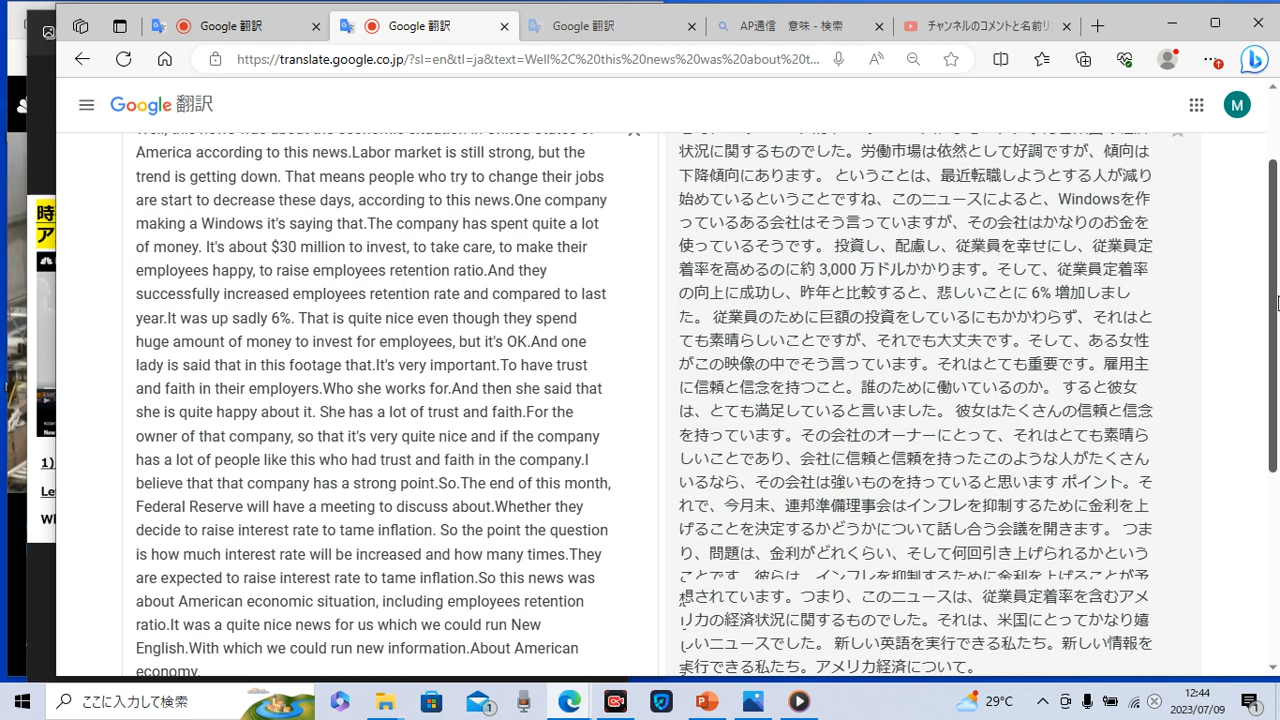 Google 翻訳
Google 翻訳
Google 翻訳
AP通信 意味 - 検索
チャンネルのコメントと名前リ
https://translate.google.co.jp/?sl=en&tl=ja&text=Well%2C%20this%20news%20was%20about%20t...
Google 翻訳
M
America according to this news.Labor market is still strong, but the
trend is getting down. That means people who try to change their jobs
are start to decrease these days, according to this news.One company
making a Windows it's saying that.The company has spent quite a lot
of money. It's about $30 million to invest, to take care, to make their
employees happy, to raise employees retention ratio.And they
successfully increased employees retention rate and compared to last
year.It was up sadly 6%. That is quite nice even though they spend
huge amount of money to invest for employees, but it's OK.And one
lady is said that in this footage that.It's very important.To have trust
and faith in their employers.Who she works for.And then she said that
she is quite happy about it. She has a lot of trust and faith.For the
owner of that company, so that it's very quite nice and if the company
has a lot of people like this who had trust and faith in the company.I
believe that that company has a strong point.So.The end of this month,
Federal Reserve will have a meeting to discuss about.Whether they
decide to raise interest rate to tame inflation. So the point the question
is how much interest rate will be increased and how many times.They
are expected to raise interest rate to tame inflation.So this news was
about American economic situation, including employees retention
ratio.It was a quite nice news for us which we could run New
English.With which we could run new information.About American
economy.
状況に関するものでした。労働市場は依然として好調ですが、傾向は
下降傾向にあります。 ということは、最近転職しようとする人が減り
始めているということですね、このニュースによると、Windowsを作
っているある会社はそう言っていますが、その会社はかなりのお金を
使っているそうです。 投資し、配慮し、従業員を幸せにし、従業員定
着率を高めるのに約 3,000 万ドルかかります。そして、従業員定着率
の向上に成功し、昨年と比較すると、悲しいことに 6% 増加しまし
た。 従業員のために巨額の投資をしているにもかかわらず、それはと
ても素晴らしいことですが、それでも大丈夫です。そして、ある女性
がこの映像の中でそう言っています。それはとても重要です。雇用主
に信頼と信念を持つこと。誰のために働いているのか。 すると彼女
は、とても満足していると言いました。 彼女はたくさんの信頼と信念
を持っています。その会社のオーナーにとって、それはとても素晴ら
しいことであり、会社に信頼と信頼を持ったこのような人がたくさん
いるなら、その会社は強いものを持っていると思います ポイント。そ
れで、今月末、連邦準備理事会はインフレを抑制するために金利を上
げることを決定するかどうかについて話し合う会議を開きます。 つま
り、問題は、金利がどれくらい、そして何回引き上げられるかという
ことです。彼らは、インフレを抑制するために金利を上げることが予
想されています。つまり、このニュースは、従業員定着率を含むアメ
リカの経済状況に関するものでした。それは、米国にとってかなり嬉
しいニュースでした。 新しい英語を実行できる私たち。新しい情報を
実行できる私たち。アメリカ経済について。
時
ア
1)
Le
Wl
ここに入力して検索
29°C
12:44
2023/07/09